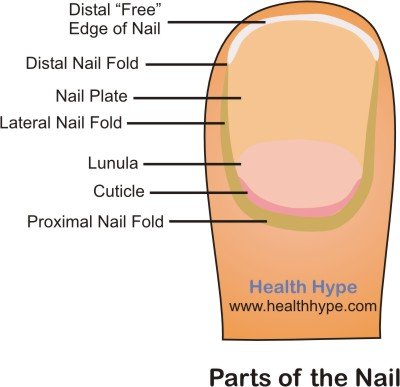 Distal “Free”
Edge of Nail
Distal Nail Fold
Nail Plate
Lateral Nail Fold
Lunula
Cuticle
Proximal Nail Fold
Health Hype
www.healthhype.com
Parts of the Nail